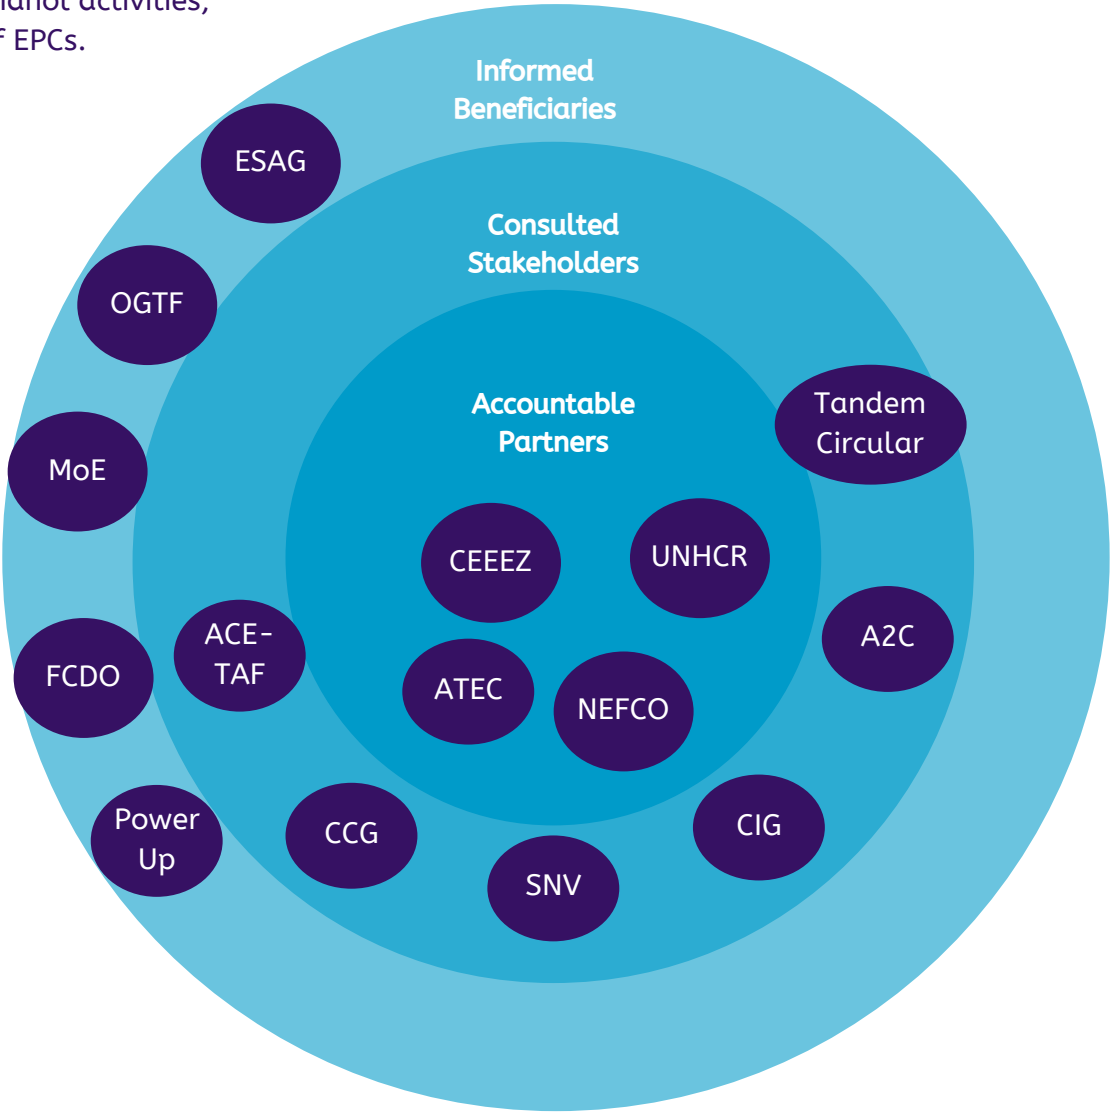 activities,
EPCs.
Informed
Beneficiaries
ESAG
Consulted
Stakeholders
OGTF
Accountable
Partners
Tandem
Circular
MoE
CEEEZ
UNHCR
ACE-
TAF
A2C
FCDO
ATEC
NEFCO
Power
Up
CCG
CIG
SNV